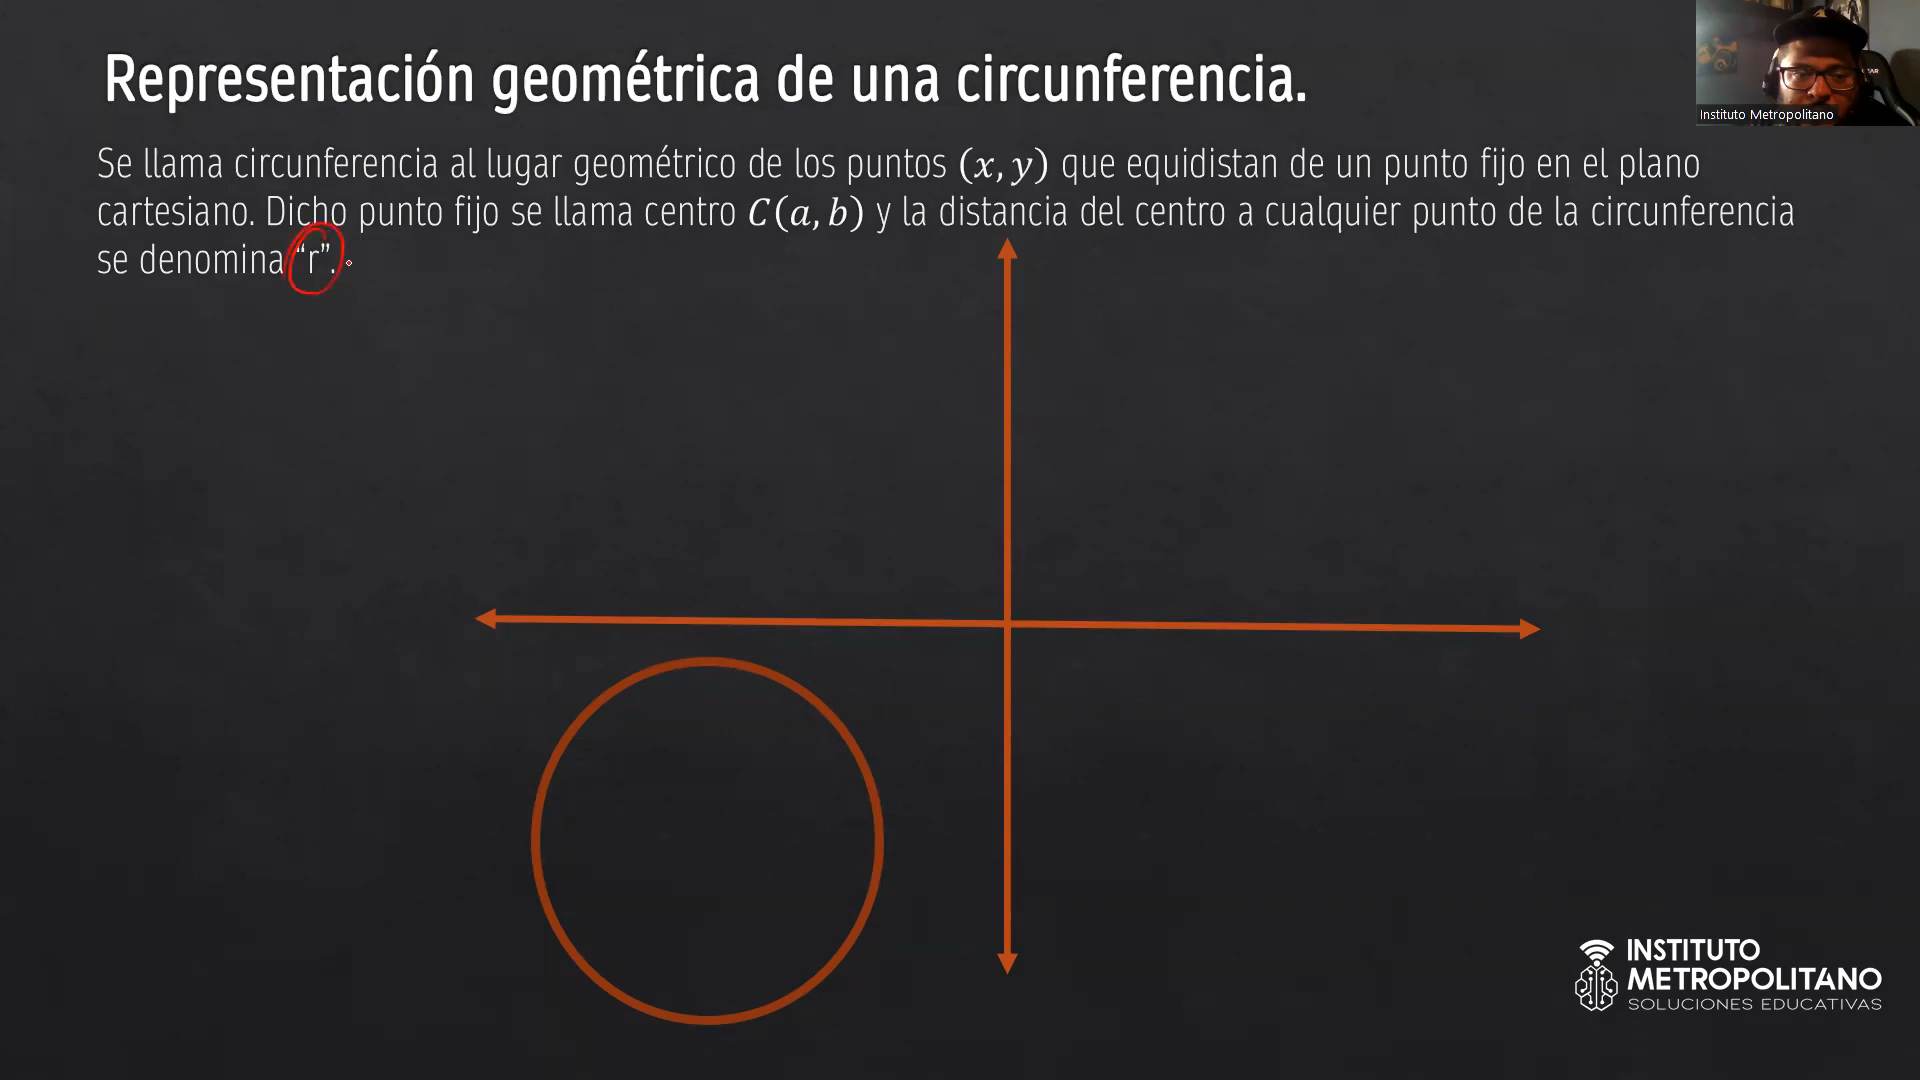 Representación geométrica de una circunferencia.
Instituto Metropolitano
Se llama circunferencia al lugar geométrico de los puntos (x, y) que equidistan de un punto fijo en el plano
cartesiano. Dicho punto fijo se llama centro C(a, b) y la distancia del centro a cualquier punto de la circunferencia
se denomina “r”.
INSTITUTO
METROPOLITANO
SOLUCIONES EDUCATIVAS